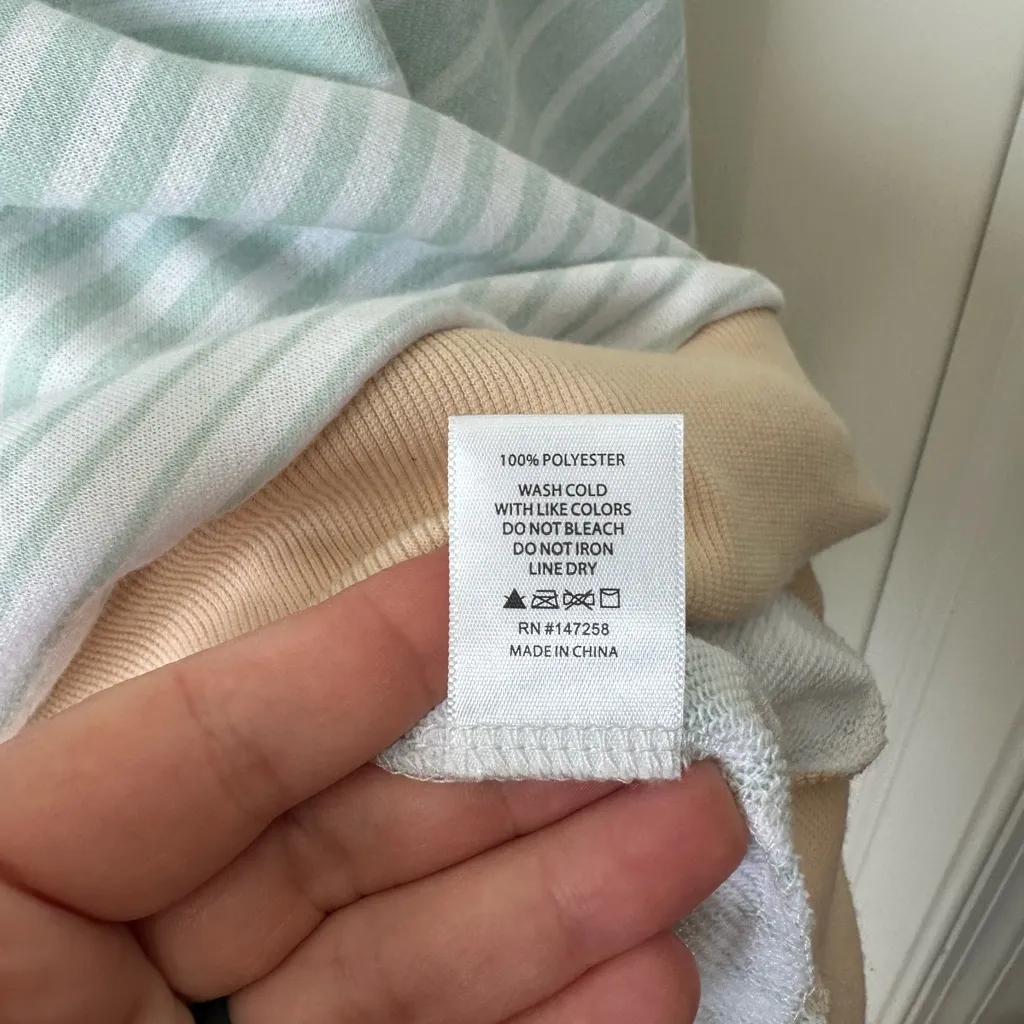 100% POLYESTER
WASH COLD
WITH LIKE COLORS
DO NOT BLEACH
DO NOT IRON
LINE DRY
RN #147258
MADE IN CHINA